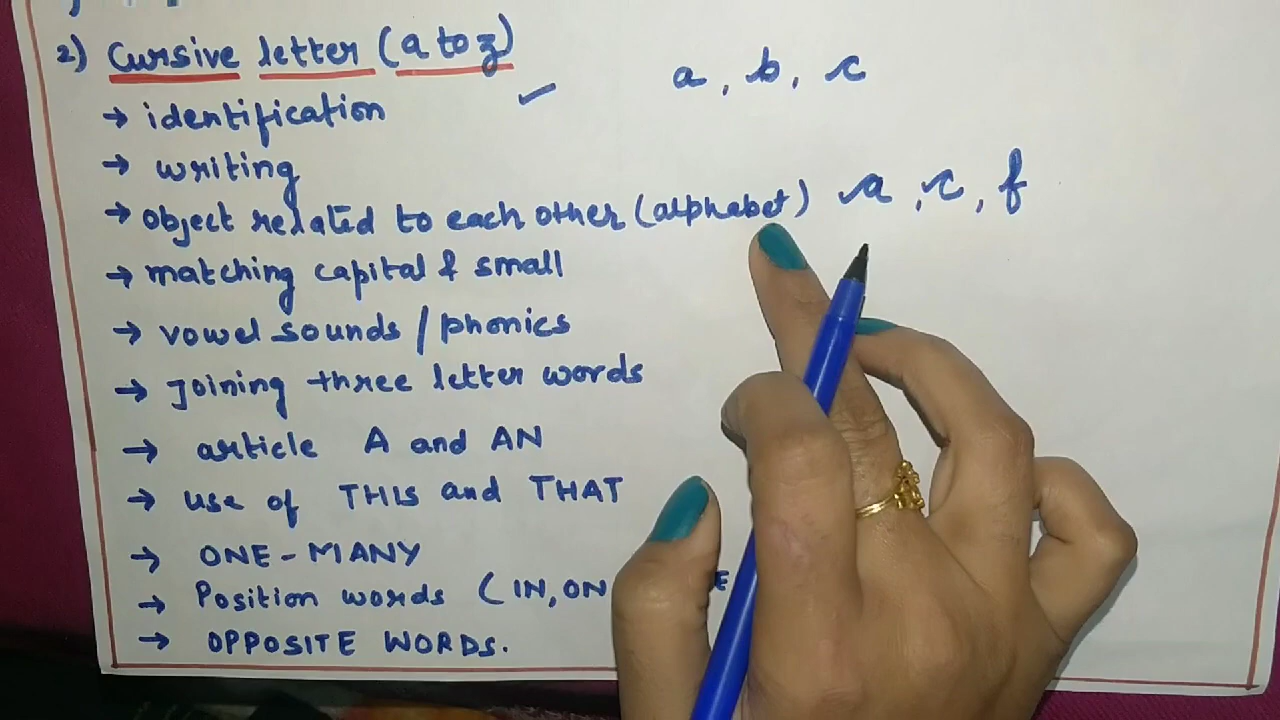 2) Cursive letter (a to z)
a, b, c
→ identification
→ writing
→ object related to each other (alphabet) a, c, f
→ matching capital & small
→ vowel sounds / phonics
→ Joining three letter words
→ article A and AN
→ use of THIS and THAT
→ ONE - MANY
→ Position words ( IN, ON
→ OPPOSITE WORDS.